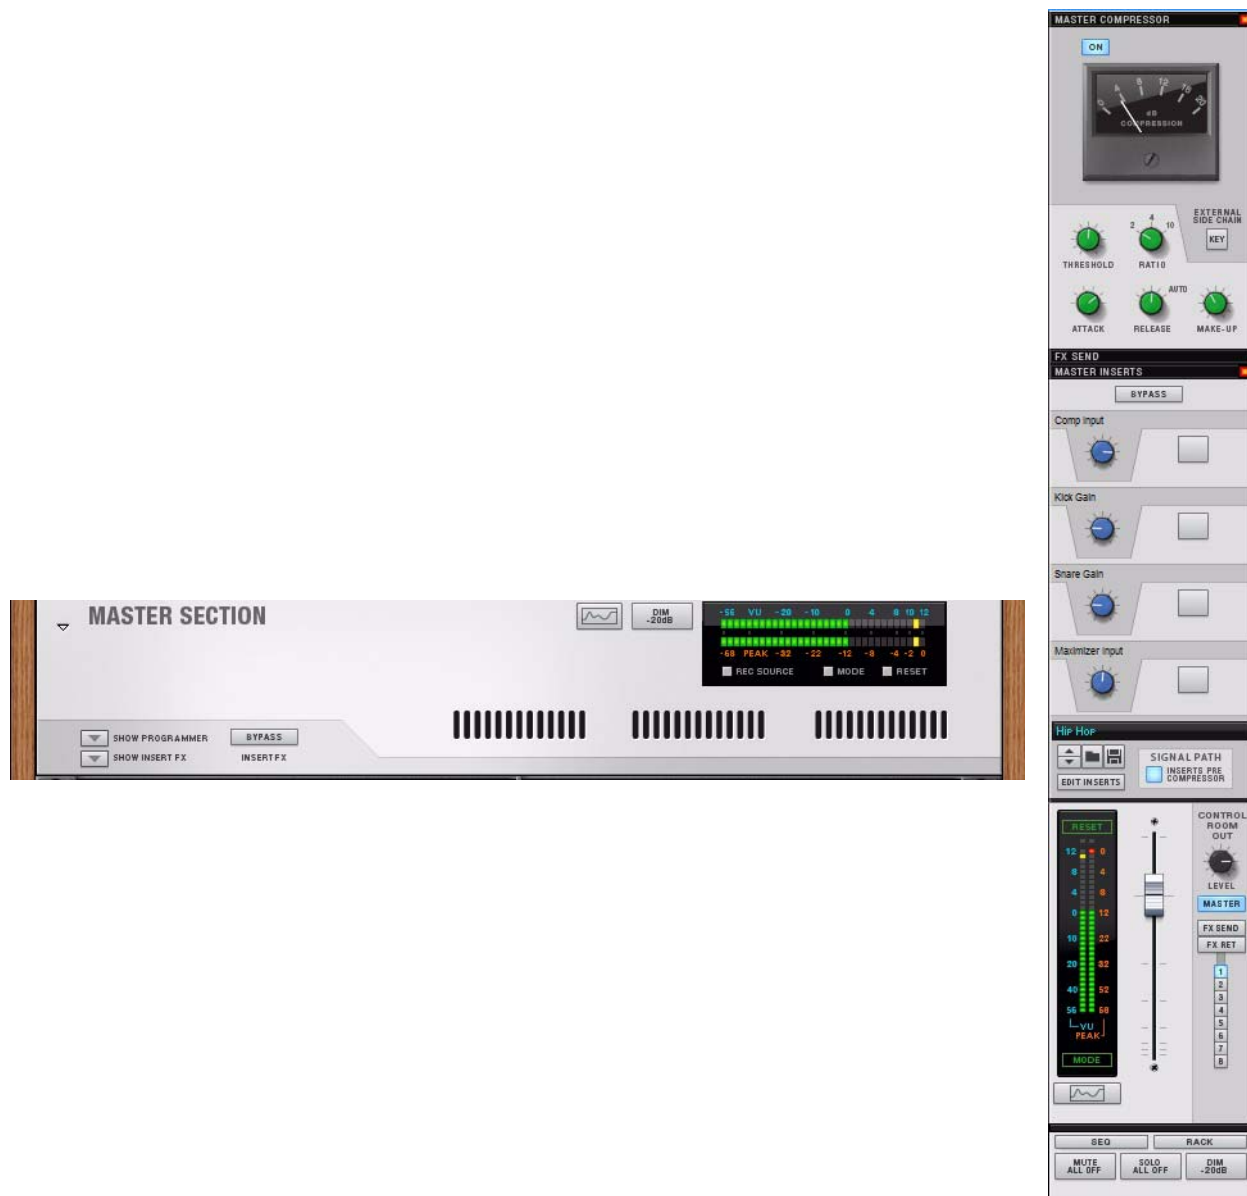 MASTER SECTION
DIM
-20dB
-56 VU -20 -10 0 4 8 10 12
-68 PEAK -32 -22 -12 -8 -4 -2 0
REC SOURCE MODE RESET
SHOW PROGRAMMER BYPASS
SHOW INSERT FX INSERT FX
MASTER COMPRESSOR
ON
0 4 8 12 16 20
dB
COMPRESSION
EXTERNAL
SIDE CHAIN
KEY
2 4 10
THRESHOLD RATIO
AUTO
ATTACK RELEASE MAKE-UP
FX SEND
MASTER INSERTS
BYPASS
Comp Input
Kick Gain
Snare Gain
Maximizer Input
HIP HOP
SIGNAL PATH
INSERTS PRE
COMPRESSOR
EDIT INSERTS
RESET
12 0
8 4
4 8
0 12
10 22
20 32
40 52
56 68
VU
PEAK
MODE
CONTROL
ROOM
OUT
LEVEL
MASTER
FX SEND
FX RET
1
2
3
4
5
6
7
8
SEQ RACK
MUTE
ALL OFF
SOLO
ALL OFF
DIM
-20dB